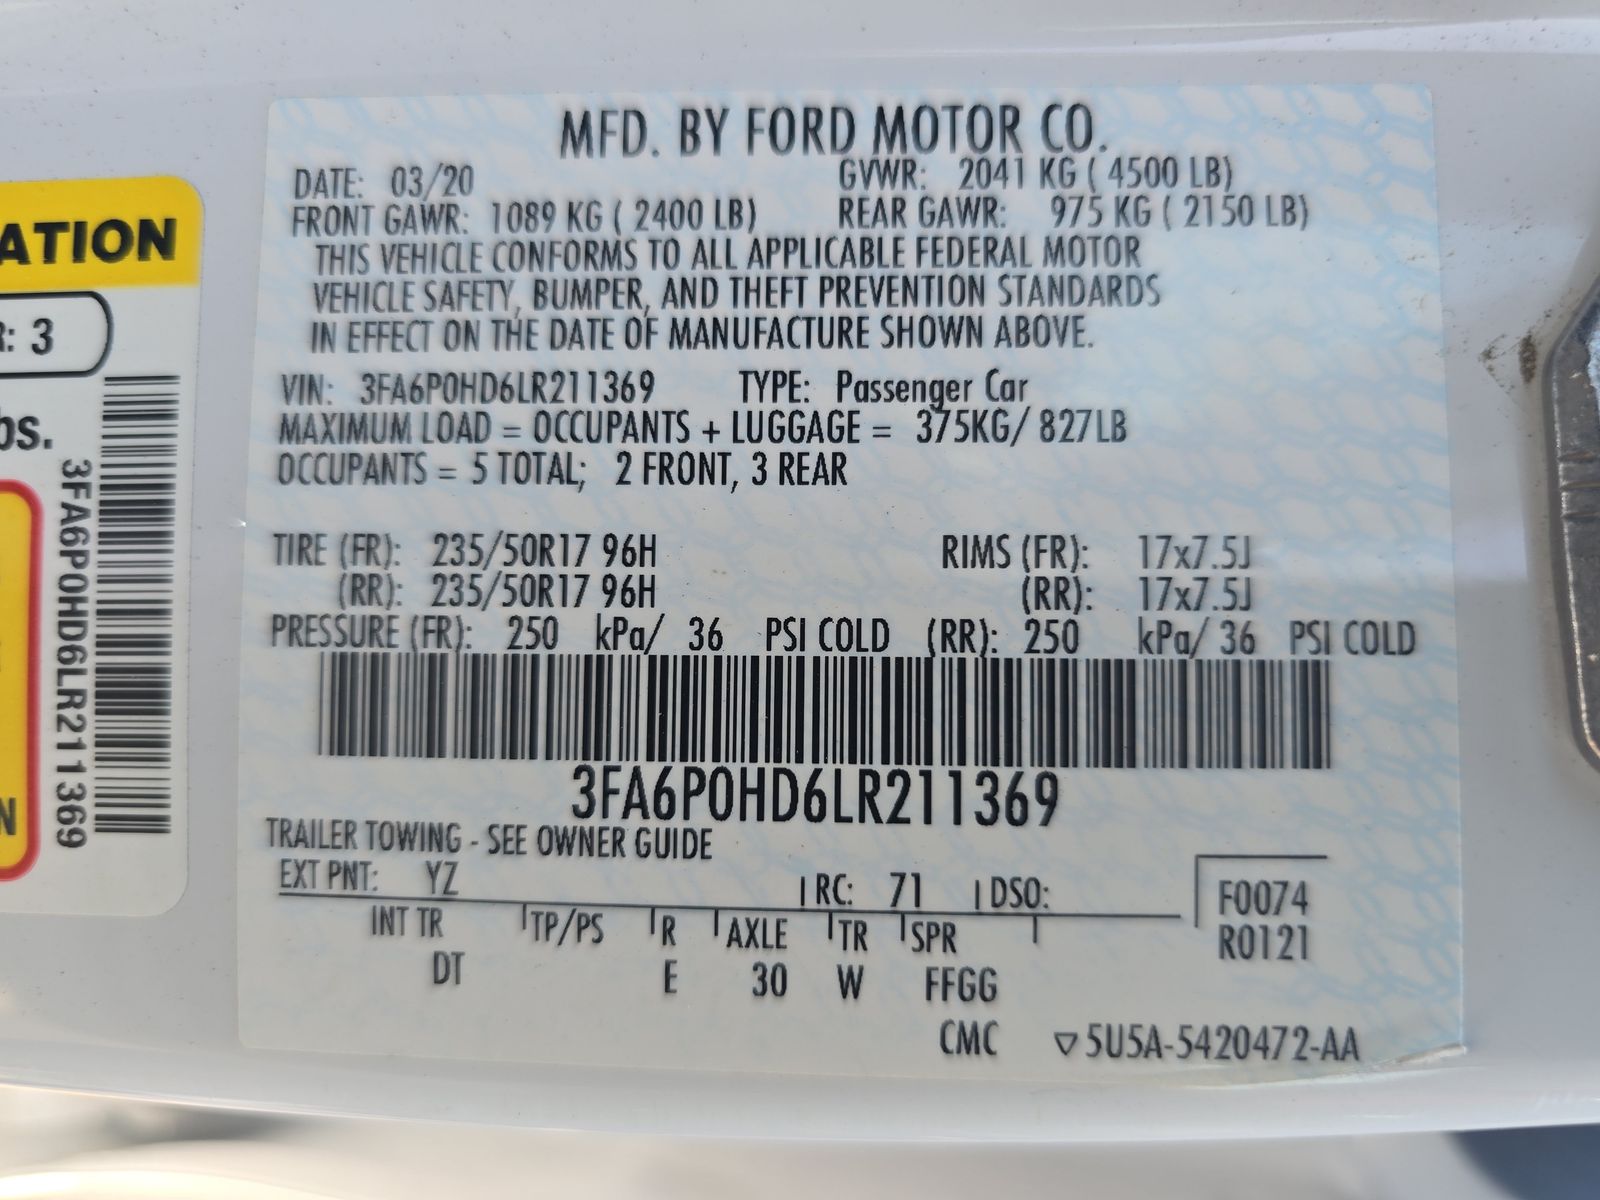 MFD. BY FORD MOTOR CO.
DATE: 03/20 GVWR: 2041 KG ( 4500 LB)
FRONT GAWR: 1089 KG ( 2400 LB) REAR GAWR: 975 KG ( 2150 LB)
THIS VEHICLE CONFORMS TO ALL APPLICABLE FEDERAL MOTOR
VEHICLE SAFETY, BUMPER, AND THEFT PREVENTION STANDARDS
IN EFFECT ON THE DATE OF MANUFACTURE SHOWN ABOVE.
VIN: 3FA6P0HD6LR211369 TYPE: Passenger Car
MAXIMUM LOAD = OCCUPANTS + LUGGAGE = 375KG/ 827LB
OCCUPANTS = 5 TOTAL; 2 FRONT, 3 REAR
TIRE (FR): 235/50R17 96H RIMS (FR): 17x7.5J
(RR): 235/50R17 96H (RR): 17x7.5J
PRESSURE (FR): 250 kPa/ 36 PSI COLD (RR): 250 kPa/ 36 PSI COLD
3FA6P0HD6LR211369
TRAILER TOWING - SEE OWNER GUIDE
EXT PNT: YZ RC: 71 DSO:
F0074
R0121
INT TR TP/PS R AXLE TR SPR
DT E 30 W FFGG
CMC ▽5U5A-5420472-AA
ATION
R: 3
bs.
3FA6P0HD6LR211369
N